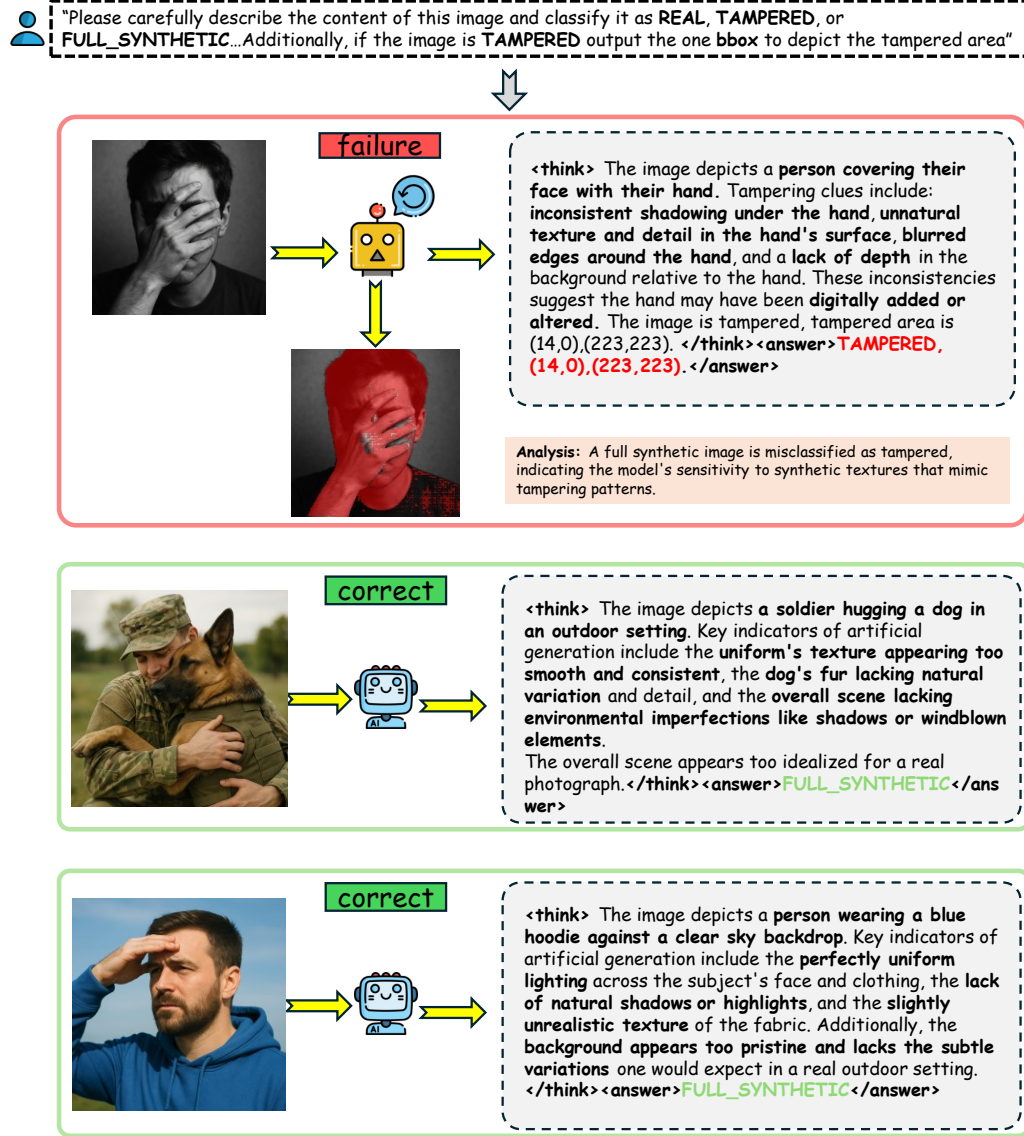 “Please carefully describe the content of this image and classify it as REAL, TAMPERED, or
FULL_SYNTHETIC…Additionally, if the image is TAMPERED output the one bbox to depict the tampered area”
failure
<think> The image depicts a person covering their
face with their hand. Tampering clues include:
inconsistent shadowing under the hand, unnatural
texture and detail in the hand's surface, blurred
edges around the hand, and a lack of depth in the
background relative to the hand. These inconsistencies
suggest the hand may have been digitally added or
altered. The image is tampered, tampered area is
(14,0),(223,223). </think><answer>TAMPERED,
(14,0),(223,223).</answer>
Analysis: A full synthetic image is misclassified as tampered,
indicating the model's sensitivity to synthetic textures that mimic
tampering patterns.
correct
AI
<think> The image depicts a soldier hugging a dog in
an outdoor setting. Key indicators of artificial
generation include the uniform's texture appearing too
smooth and consistent, the dog's fur lacking natural
variation and detail, and the overall scene lacking
environmental imperfections like shadows or windblown
elements.
The overall scene appears too idealized for a real
photograph.</think><answer>FULL_SYNTHETIC</ans
wer>
correct
AI
<think> The image depicts a person wearing a blue
hoodie against a clear sky backdrop. Key indicators of
artificial generation include the perfectly uniform
lighting across the subject's face and clothing, the lack
of natural shadows or highlights, and the slightly
unrealistic texture of the fabric. Additionally, the
background appears too pristine and lacks the subtle
variations one would expect in a real outdoor setting.
</think><answer>FULL_SYNTHETIC</answer>